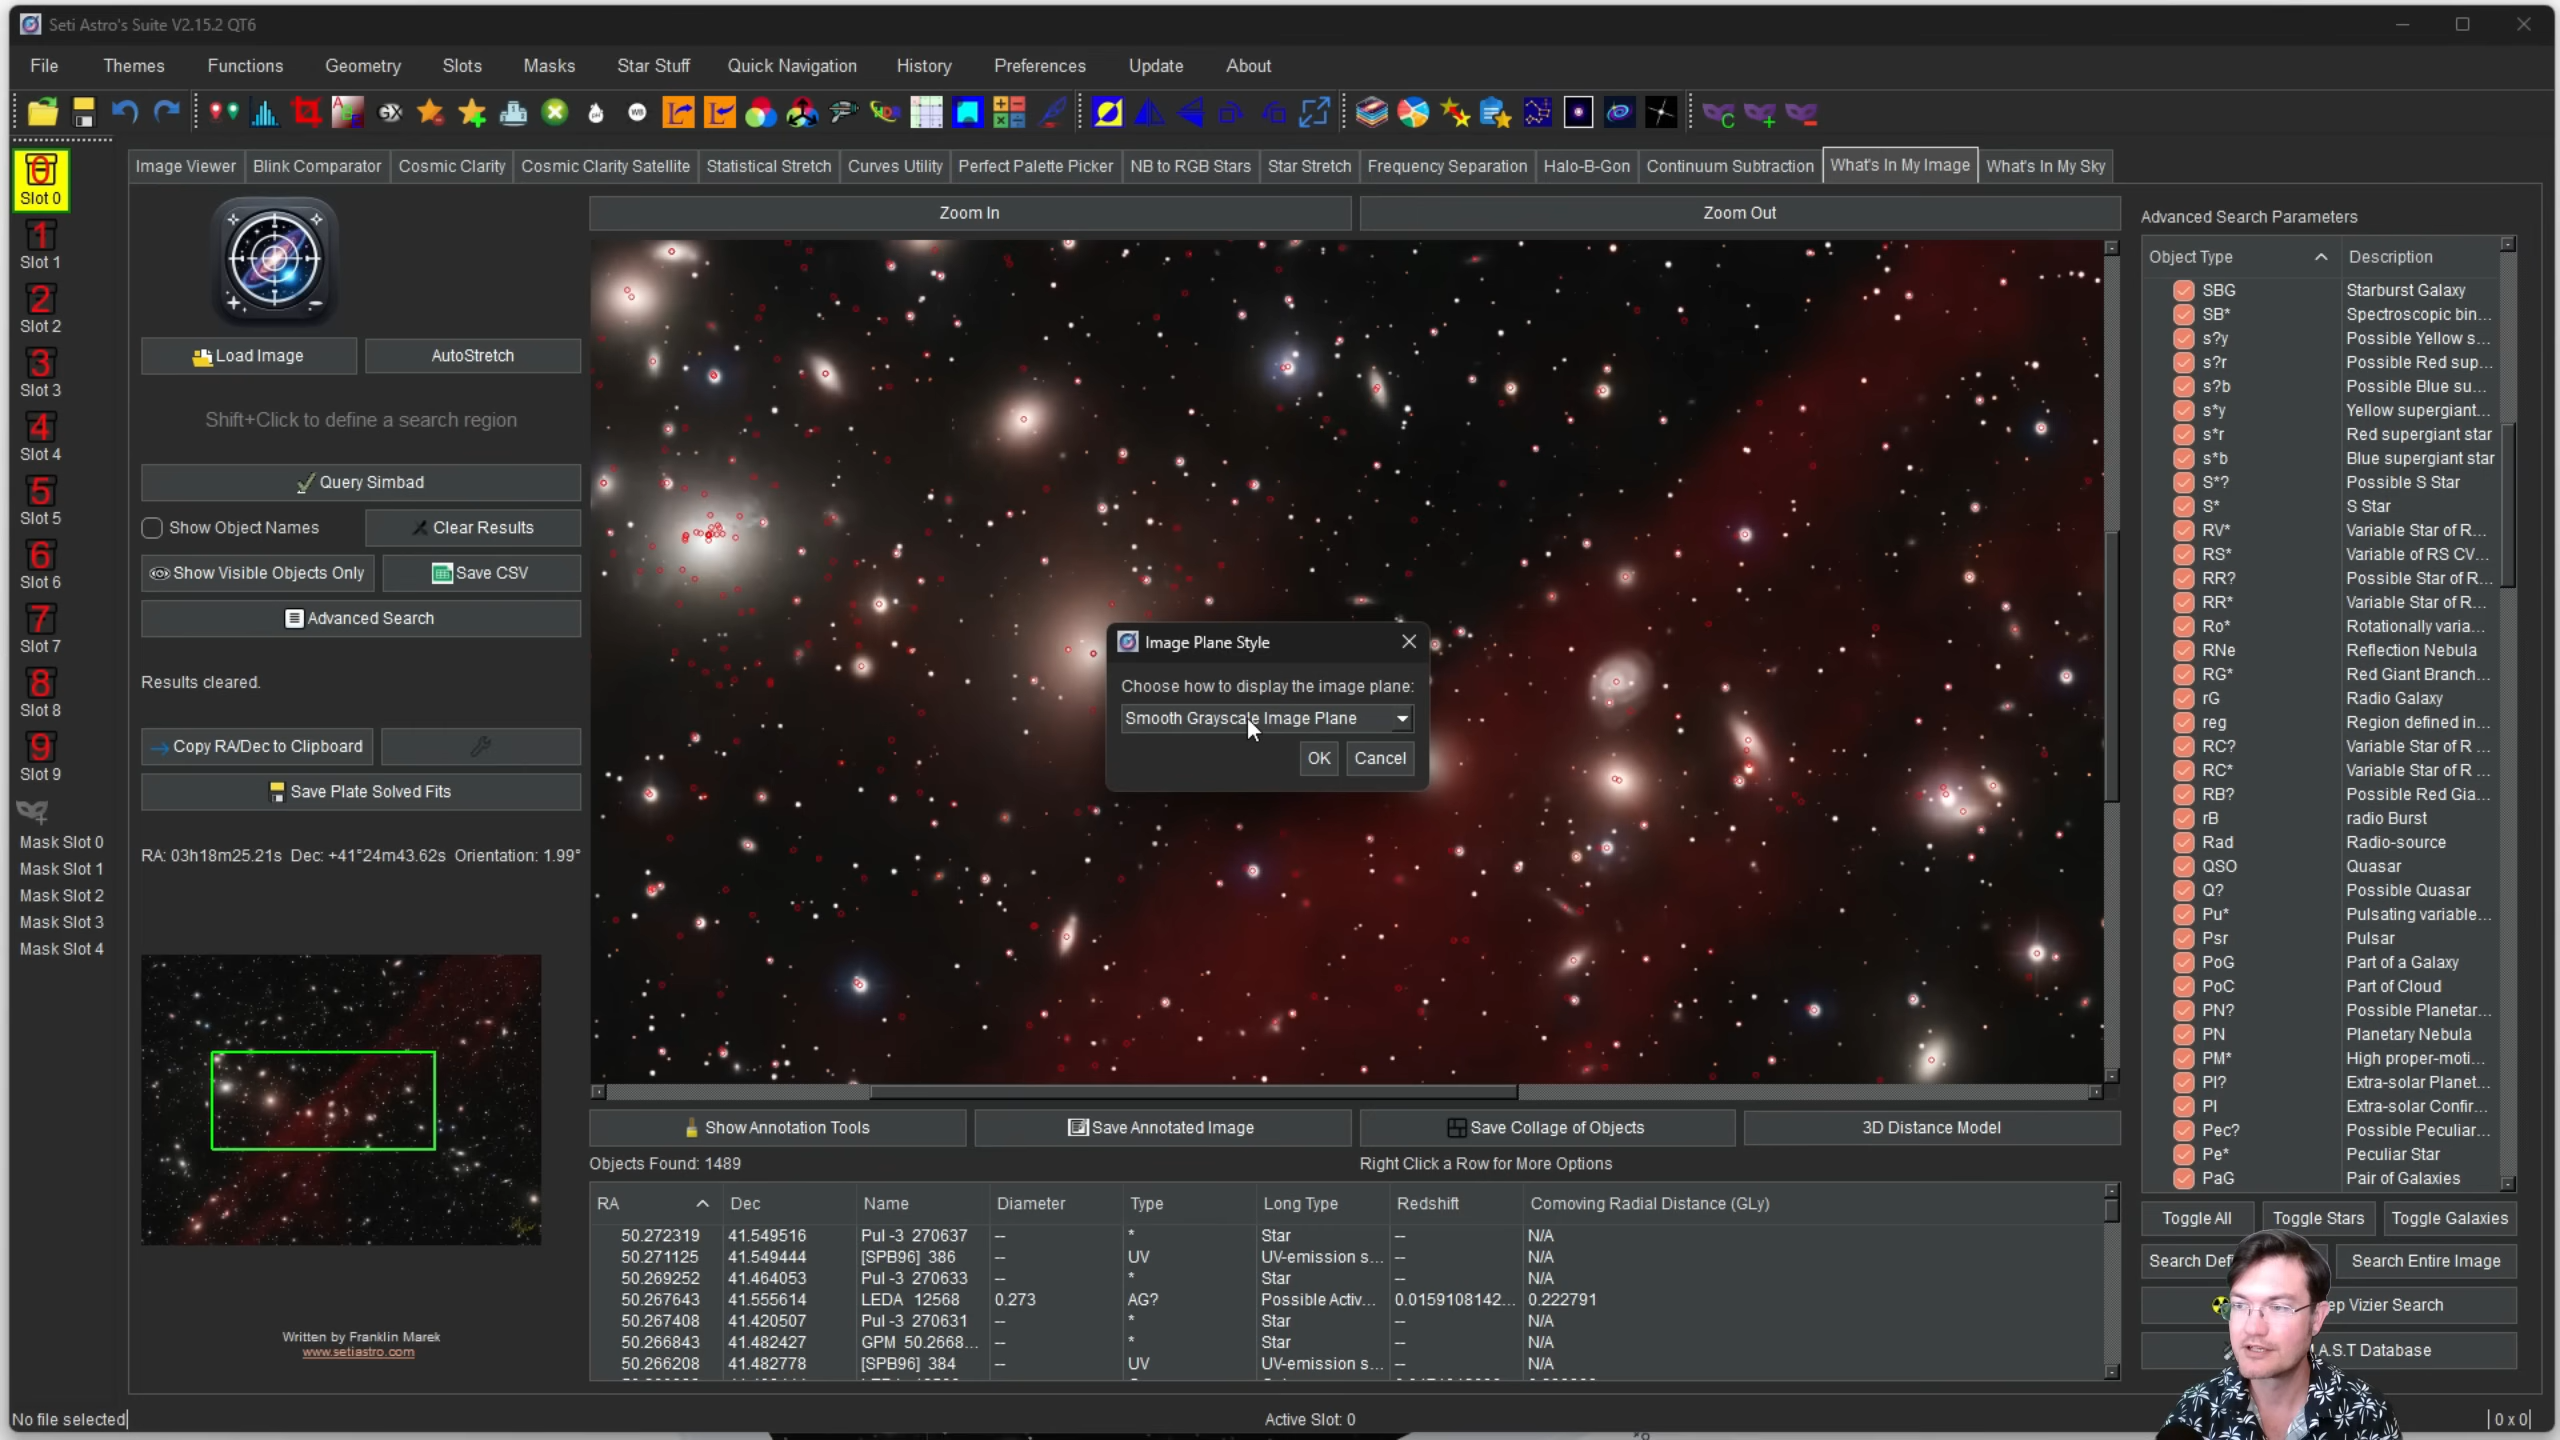 Seti Astro's Suite V2.15.2 QT6
File Themes Functions Geometry Slots Masks Star Stuff Quick Navigation History Preferences Update About
Image Viewer Blink Comparator Cosmic Clarity Cosmic Clarity Satellite Statistical Stretch Curves Utility Perfect Palette Picker NB to RGB Stars Star Stretch Frequency Separation Halo-B-Gon Continuum Subtraction What's In My Image What's In My Sky
0
Slot 0
1
Slot 1
2
Slot 2
3
Slot 3
4
Slot 4
5
Slot 5
6
Slot 6
7
Slot 7
8
Slot 8
9
Slot 9
Mask Slot 0
Mask Slot 1
Mask Slot 2
Mask Slot 3
Mask Slot 4
Load Image AutoStretch
Shift+Click to define a search region
Query Simbad
Show Object Names Clear Results
Show Visible Objects Only Save CSV
Advanced Search
Results cleared.
Copy RA/Dec to Clipboard
Save Plate Solved Fits
RA: 03h18m25.21s Dec: +41°24m43.62s Orientation: 1.99°
Written by Franklin Marek
www.setiastro.com
Zoom In Zoom Out
Image Plane Style
Choose how to display the image plane:
Smooth Grayscale Image Plane
OK Cancel
Show Annotation Tools Save Annotated Image Save Collage of Objects 3D Distance Model
Objects Found: 1489 Right Click a Row for More Options
RA Dec Name Diameter Type Long Type Redshift Comoving Radial Distance (GLy)
50.272319 41.549516 Pul -3 270637 -- * Star -- N/A
50.271125 41.549444 [SPB96] 386 -- UV UV-emission s... -- N/A
50.269252 41.464053 Pul -3 270633 -- * Star -- N/A
50.267643 41.555614 LEDA 12568 0.273 AG? Possible Activ... 0.0159108142... 0.222791
50.267408 41.420507 Pul -3 270631 -- * Star -- N/A
50.266843 41.482427 GPM 50.2668... -- * Star -- N/A
50.266208 41.482778 [SPB96] 384 -- UV UV-emission s... -- N/A
Advanced Search Parameters
Object Type Description
SBG Starburst Galaxy
SB* Spectroscopic bin...
s?y Possible Yellow s...
s?r Possible Red sup...
s?b Possible Blue su...
s*y Yellow supergiant...
s*r Red supergiant star
s*b Blue supergiant star
S*? Possible S Star
S* S Star
RV* Variable Star of R...
RS* Variable of RS CV...
RR? Possible Star of R...
RR* Variable Star of R...
Ro* Rotationally varia...
RNe Reflection Nebula
RG* Red Giant Branch...
rG Radio Galaxy
reg Region defined in...
RC? Variable Star of R ...
RC* Variable Star of R ...
RB? Possible Red Gia...
rB radio Burst
Rad Radio-source
QSO Quasar
Q? Possible Quasar
Pu* Pulsating variable...
Psr Pulsar
PoG Part of a Galaxy
PoC Part of Cloud
PN? Possible Planetar...
PN Planetary Nebula
PM* High proper-moti...
Pl? Extra-solar Planet...
Pl Extra-solar Confir...
Pec? Possible Peculiar...
Pe* Peculiar Star
PaG Pair of Galaxies
Toggle All Toggle Stars Toggle Galaxies
Search Def Search Entire Image
ep Vizier Search
.A.S.T Database
No file selected Active Slot: 0 0 x 0